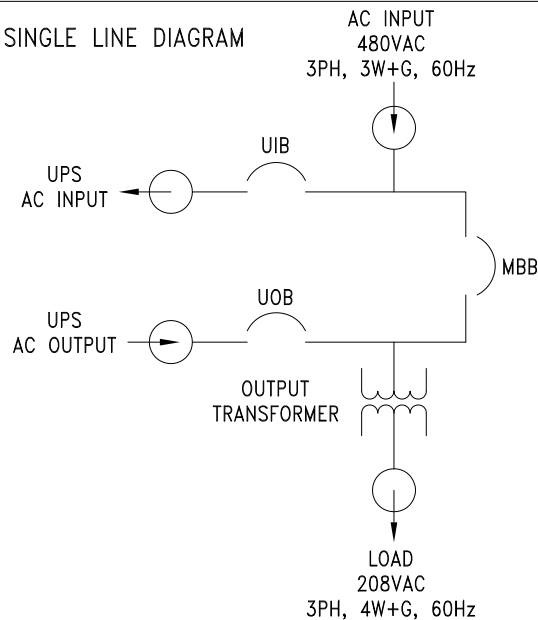 SINGLE LINE DIAGRAM
AC INPUT
480VAC
3PH, 3W+G, 60Hz
UIB
UPS
AC INPUT
MBB
UOB
UPS
AC OUTPUT
OUTPUT
TRANSFORMER
LOAD
208VAC
3PH, 4W+G, 60Hz